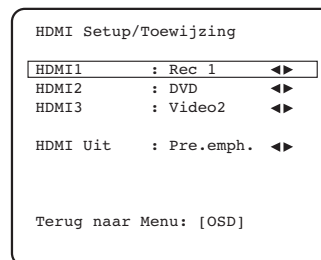 HDMI Setup/Toewijzing
HDMI1 : Rec 1 ◀▶
HDMI2 : DVD ◀▶
HDMI3 : Video2 ◀▶
HDMI Uit : Pre.emph. ◀▶
Terug naar Menu: [OSD]